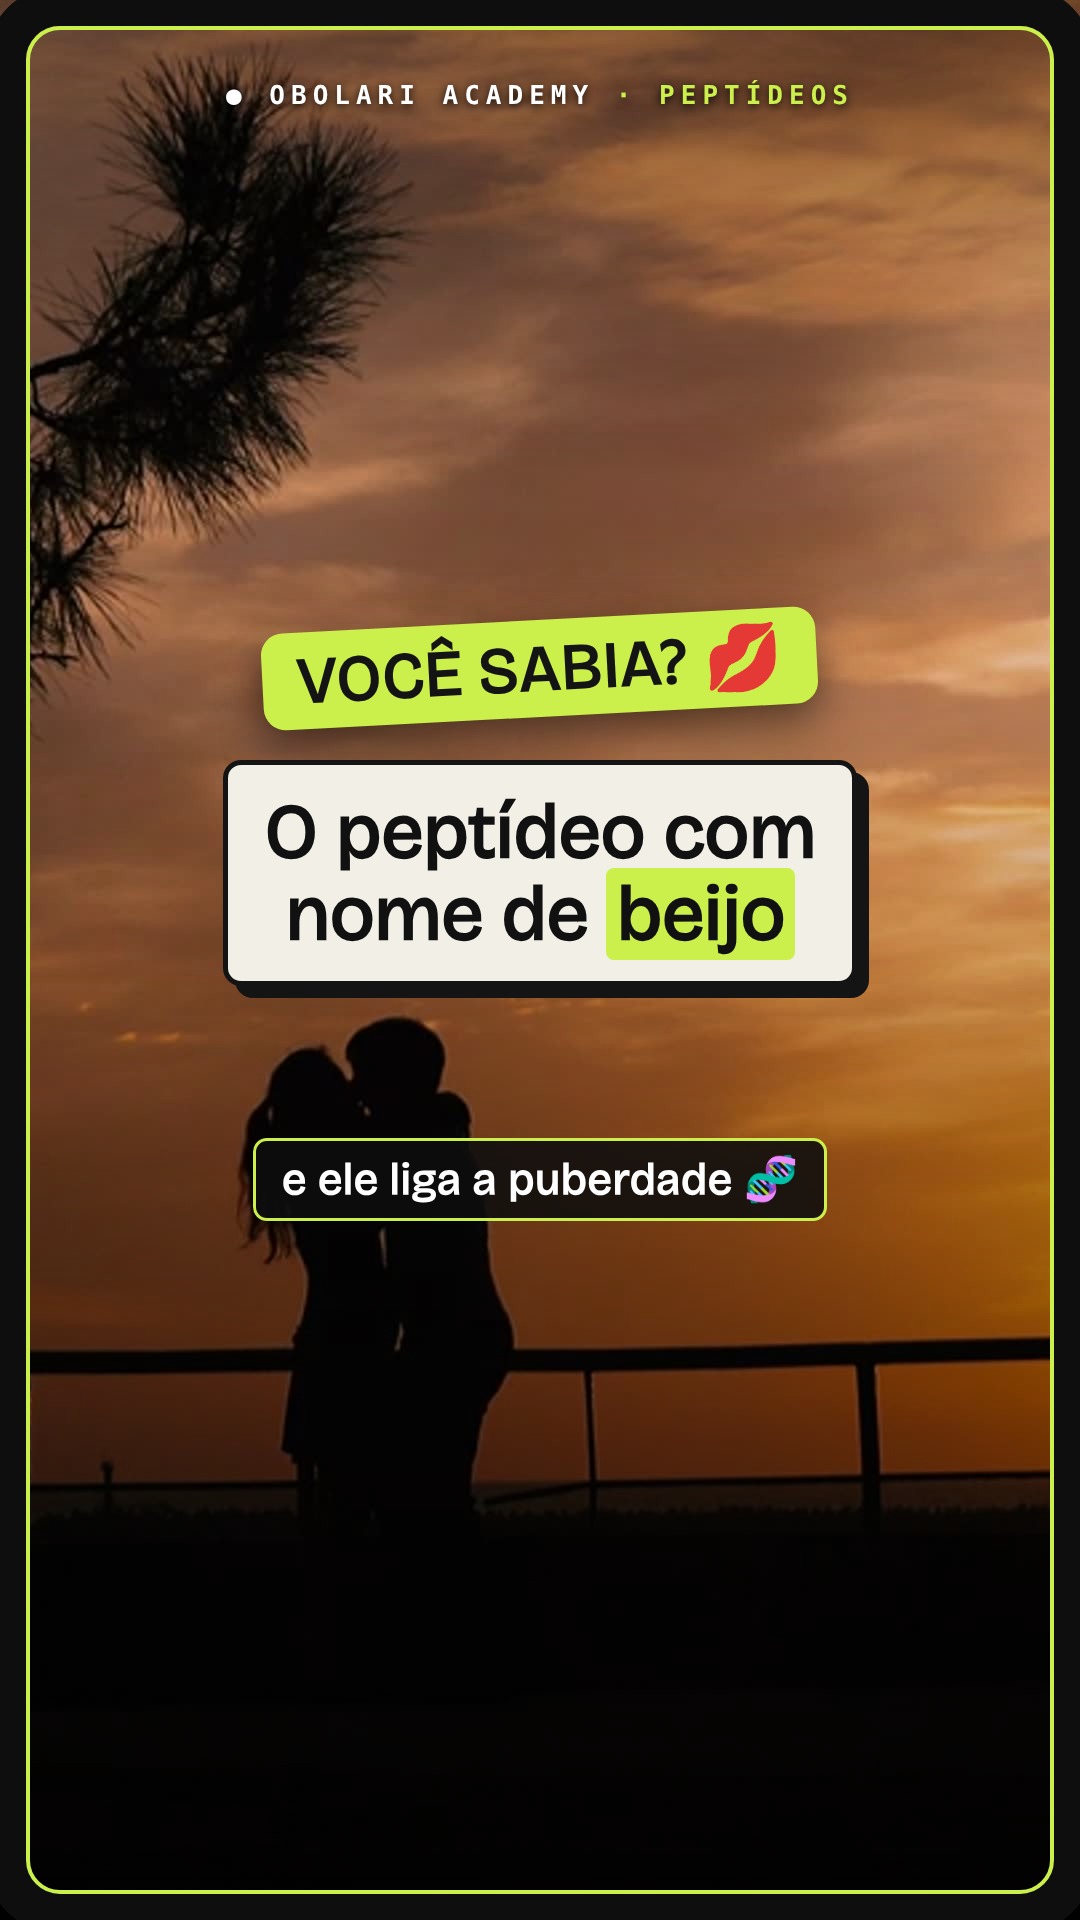 ● OBOLARI ACADEMY · PEPTÍDEOS
VOCÊ SABIA? 💋
O peptídeo com
nome de beijo
e ele liga a puberdade 🧬